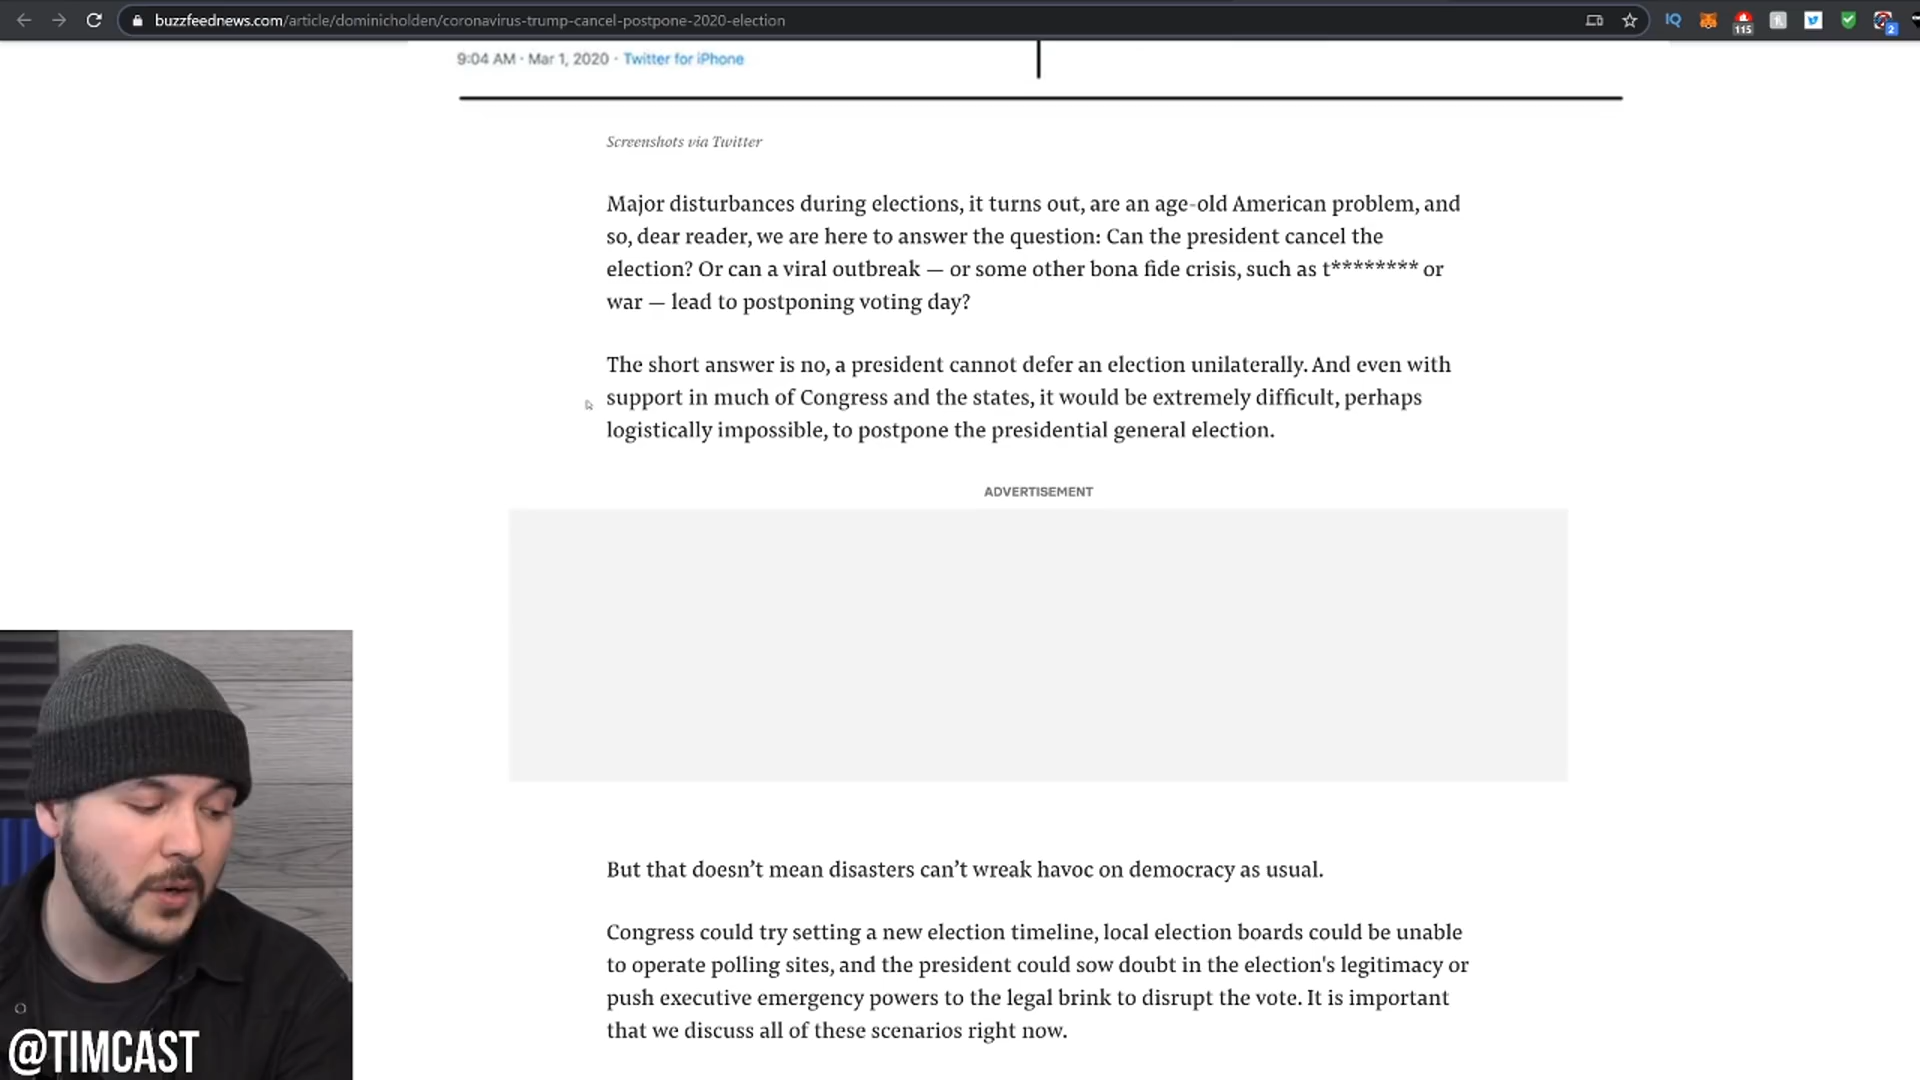 buzzfeednews.com/article/dominicholden/coronavirus-trump-cancel-postpone-2020-election
IQ
115
2
9:04 AM · Mar 1, 2020 · Twitter for iPhone
Screenshots via Twitter
Major disturbances during elections, it turns out, are an age-old American problem, and
so, dear reader, we are here to answer the question: Can the president cancel the
election? Or can a viral outbreak — or some other bona fide crisis, such as t******** or
war — lead to postponing voting day?
The short answer is no, a president cannot defer an election unilaterally. And even with
support in much of Congress and the states, it would be extremely difficult, perhaps
logistically impossible, to postpone the presidential general election.
ADVERTISEMENT
But that doesn’t mean disasters can’t wreak havoc on democracy as usual.
Congress could try setting a new election timeline, local election boards could be unable
to operate polling sites, and the president could sow doubt in the election's legitimacy or
push executive emergency powers to the legal brink to disrupt the vote. It is important
that we discuss all of these scenarios right now.
@TIMCAST